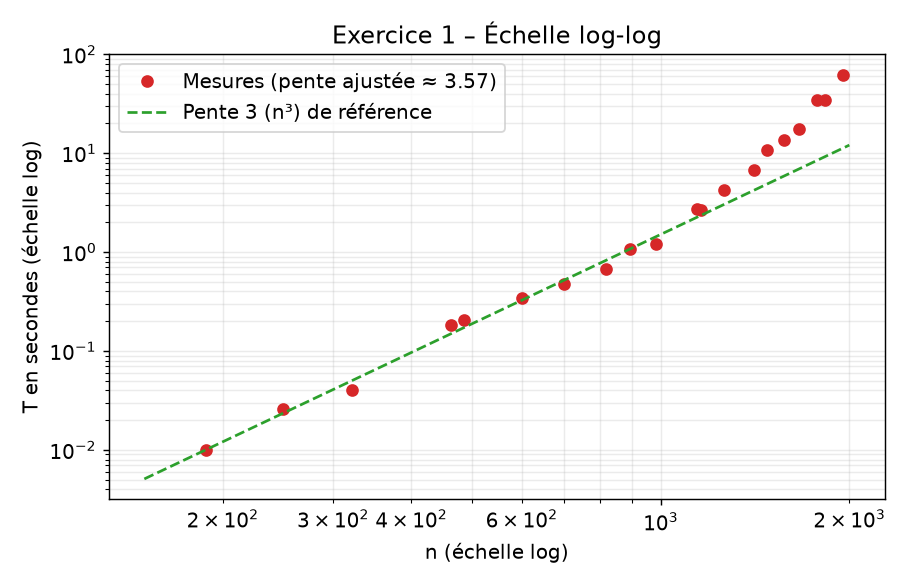 Exercice 1 – Échelle log-log
Mesures (pente ajustée ≈ 3.57)
Pente 3 (n³) de référence
T en secondes (échelle log)
10²
10¹
10⁰
10⁻¹
10⁻²
2 × 10² 3 × 10² 4 × 10² 6 × 10² 10³ 2 × 10³
n (échelle log)